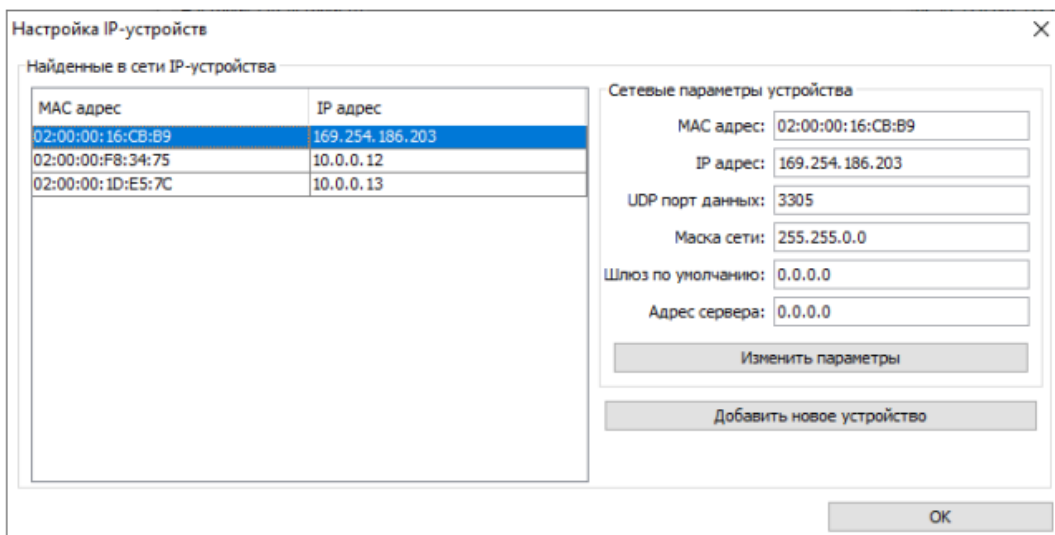 Настройка IP-устройств
Найденные в сети IP-устройства
MAC адрес IP адрес
02:00:00:16:CB:B9 169.254.186.203
02:00:00:F8:34:75 10.0.0.12
02:00:00:1D:E5:7C 10.0.0.13
Сетевые параметры устройства
MAC адрес: 02:00:00:16:CB:B9
IP адрес: 169.254.186.203
UDP порт данных: 3305
Маска сети: 255.255.0.0
Шлюз по умолчанию: 0.0.0.0
Адрес сервера: 0.0.0.0
Изменить параметры
Добавить новое устройство
OK